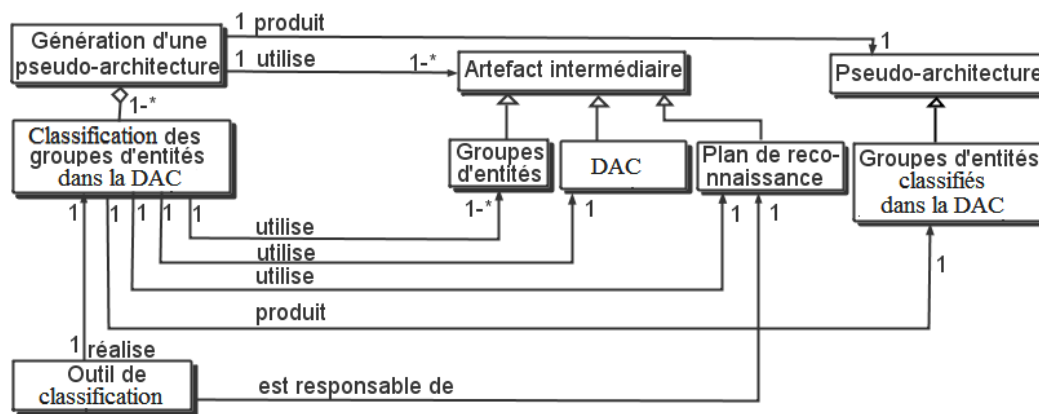 Génération d'une
pseudo-architecture
1 produit
1
1 utilise
1-*
Artefact intermédiaire
Pseudo-architecture
1-*
Classification des
groupes d'entités
dans la DAC
Groupes
d'entités
DAC
Plan de reco-
nnaissance
Groupes d'entités
classifiés
dans la DAC
1 1 1 1 1
1-*
1
1
1
1
utilise
utilise
utilise
produit
1 réalise
Outil de
classification
est responsable de